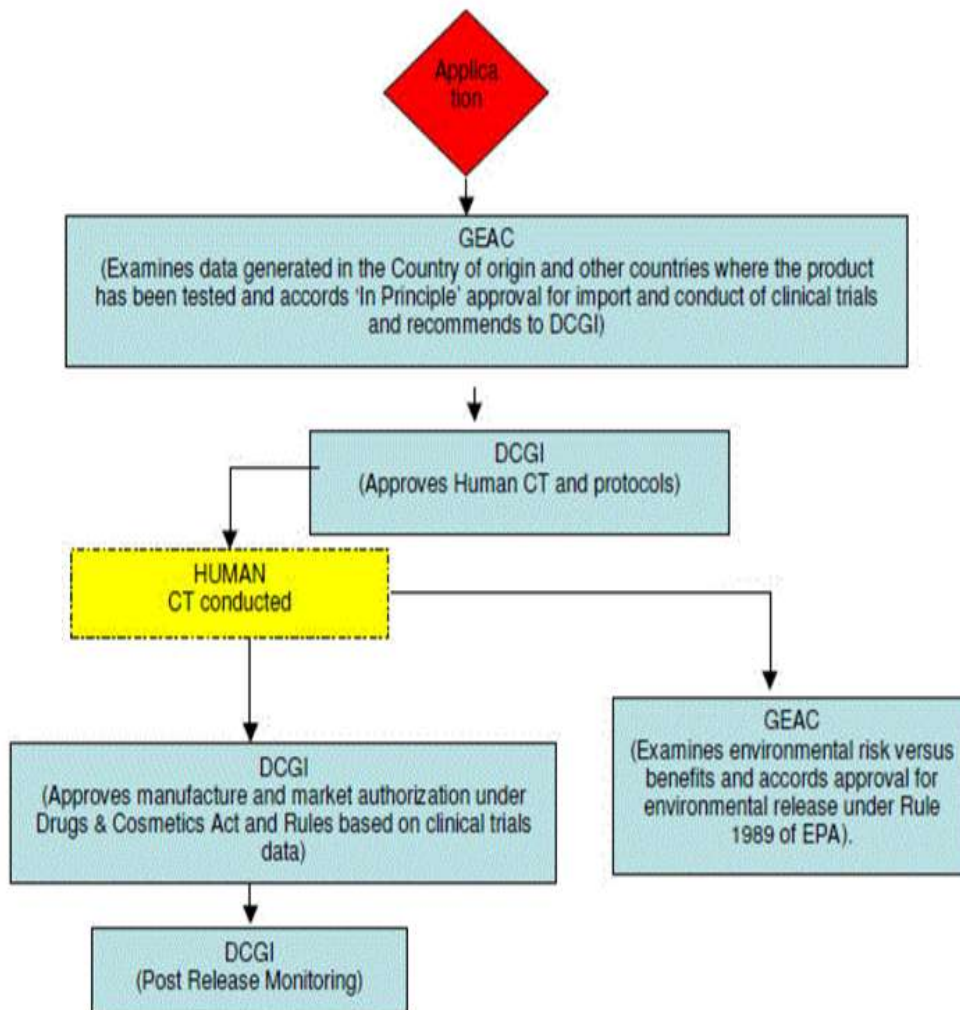 Applica
tion
GEAC
(Examines data generated in the Country of origin and other countries where the product
has been tested and accords ‘In Principle’ approval for import and conduct of clinical trials
and recommends to DCGI)
DCGI
(Approves Human CT and protocols)
HUMAN
CT conducted
GEAC
(Examines environmental risk versus
benefits and accords approval for
environmental release under Rule
1989 of EPA).
DCGI
(Approves manufacture and market authorization under
Drugs & Cosmetics Act and Rules based on clinical trials
data)
DCGI
(Post Release Monitoring)